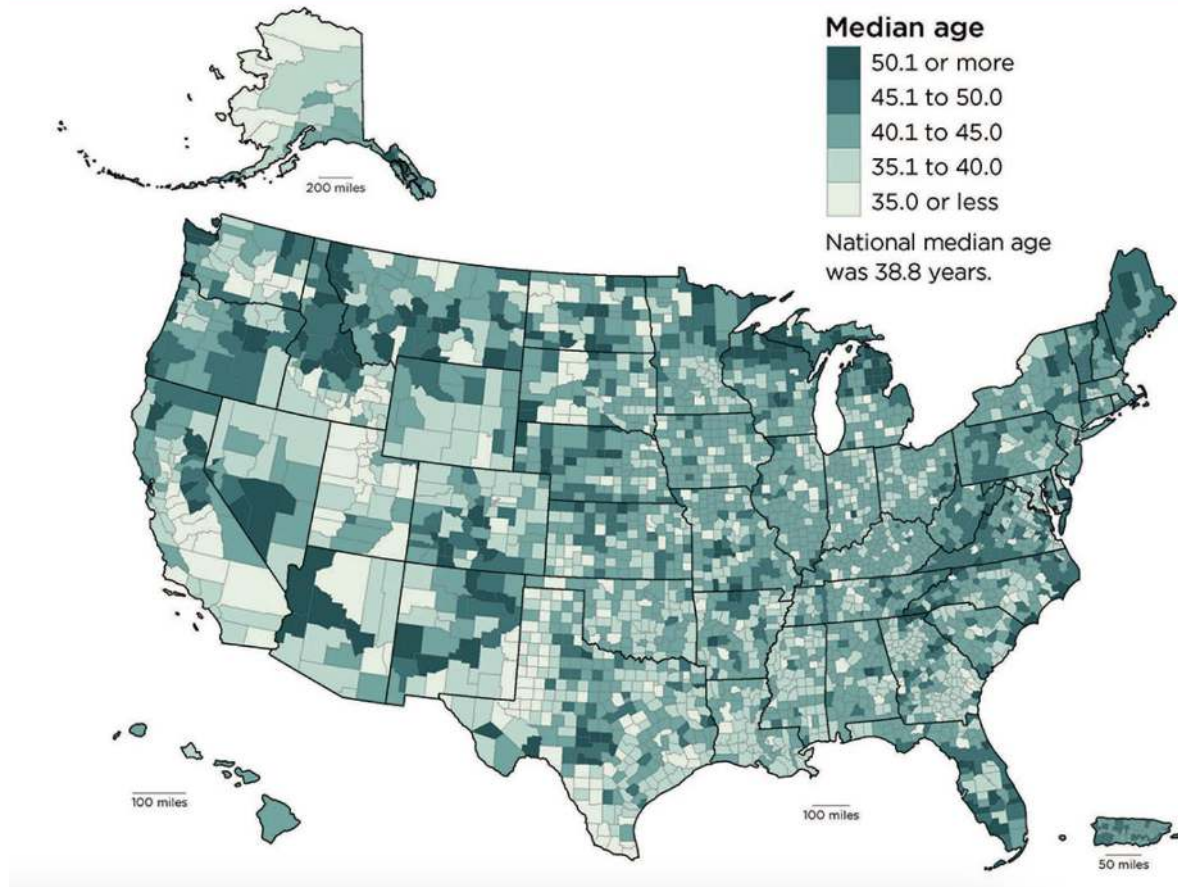 Median age
50.1 or more
45.1 to 50.0
40.1 to 45.0
35.1 to 40.0
35.0 or less
National median age
was 38.8 years.
200 miles
100 miles
100 miles
50 miles